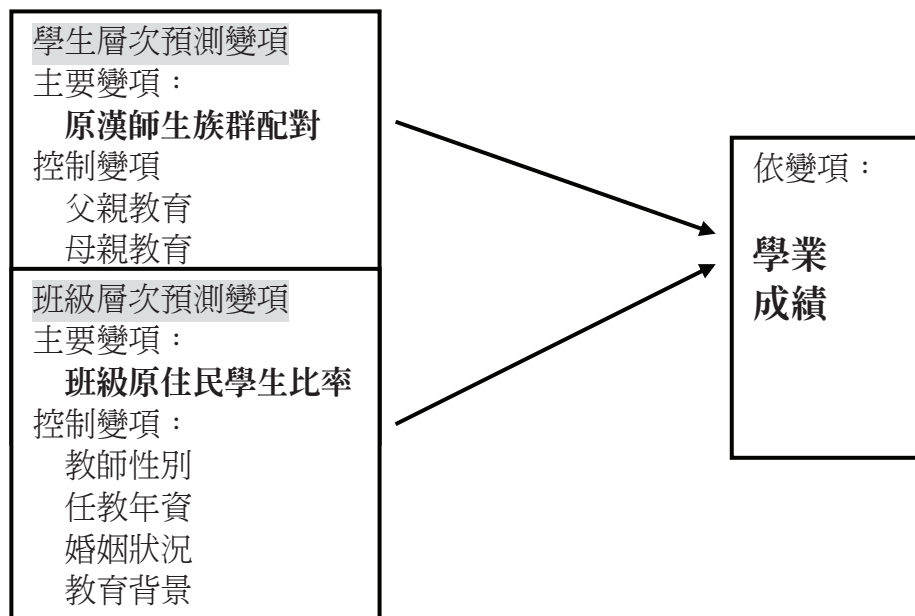 學生層次預測變項
主要變項：
原漢師生族群配對
控制變項
父親教育
母親教育
班級層次預測變項
主要變項：
班級原住民學生比率
控制變項：
教師性別
任教年資
婚姻狀況
教育背景
依變項：
學業
成績